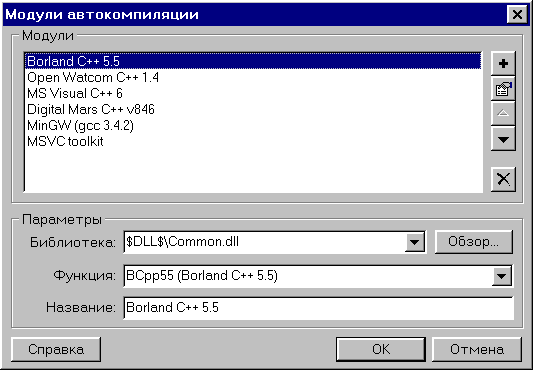 Модули автокомпиляции
Модули
Borland C++ 5.5
Open Watcom C++ 1.4
MS Visual C++ 6
Digital Mars C++ v846
MinGW (gcc 3.4.2)
MSVC toolkit
Параметры
Библиотека: $DLL$\Common.dll Обзор...
Функция: BCpp55 (Borland C++ 5.5)
Название: Borland C++ 5.5
Справка OK Отмена